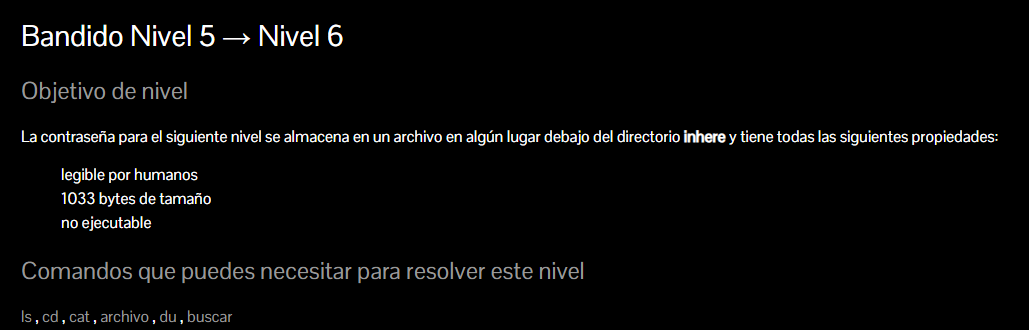 Bandido Nivel 5 → Nivel 6
Objetivo de nivel
La contraseña para el siguiente nivel se almacena en un archivo en algún lugar debajo del directorio inhere y tiene todas las siguientes propiedades:
legible por humanos
1033 bytes de tamaño
no ejecutable
Comandos que puedes necesitar para resolver este nivel
ls , cd , cat , archivo , du , buscar